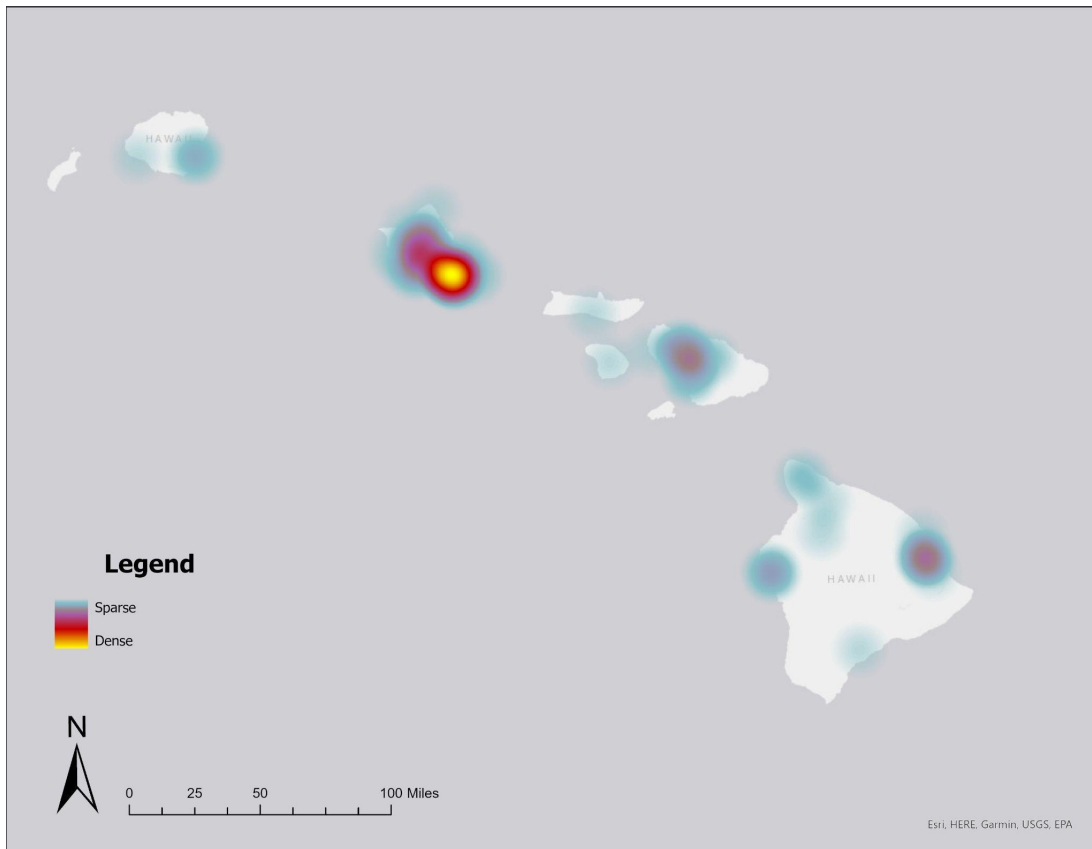 HAWAII
HAWAII
Legend
Sparse
Dense
N
0 25 50 100 Miles
Esri, HERE, Garmin, USGS, EPA